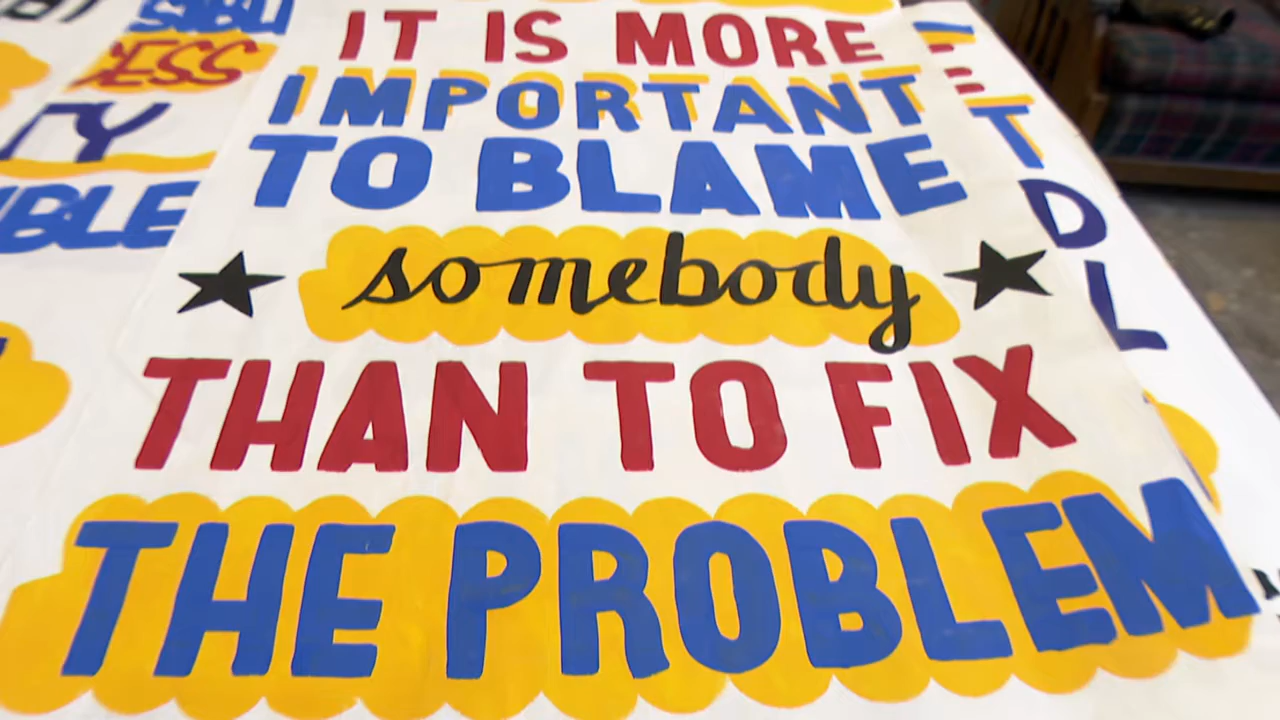 IT IS MORE
IMPORTANT
TO BLAME
somebody
THAN TO FIX
THE PROBLEM